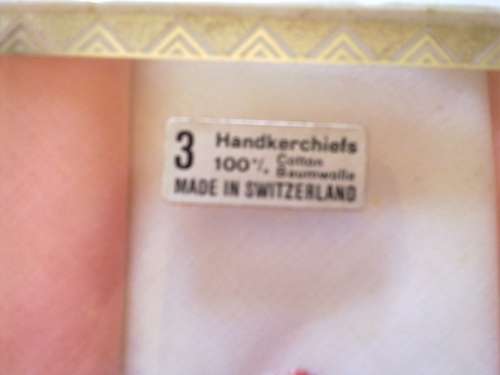 3 Handkerchiefs
100% Cotton
Baumwolle
MADE IN SWITZERLAND